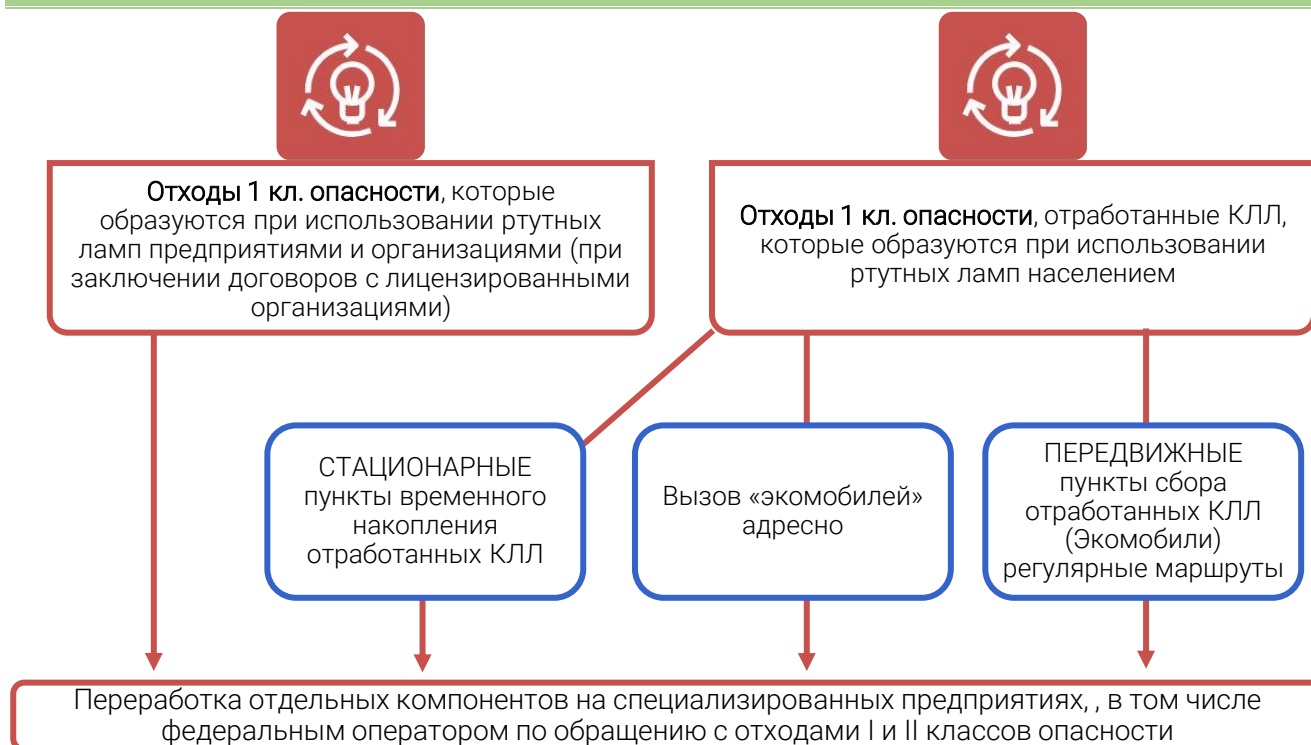 Отходы 1 кл. опасности, которые
образуются при использовании ртутных
ламп предприятиями и организациями (при
заключении договоров с лицензированными
организациями)
Отходы 1 кл. опасности, отработанные КЛЛ,
которые образуются при использовании
ртутных ламп населением
СТАЦИОНАРНЫЕ
пункты временного
накопления
отработанных КЛЛ
Вызов «экомобилей»
адресно
ПЕРЕДВИЖНЫЕ
пункты сбора
отработанных КЛЛ
(Экомобили)
регулярные маршруты
Переработка отдельных компонентов на специализированных предприятиях, , в том числе
федеральным оператором по обращению с отходами I и II классов опасности